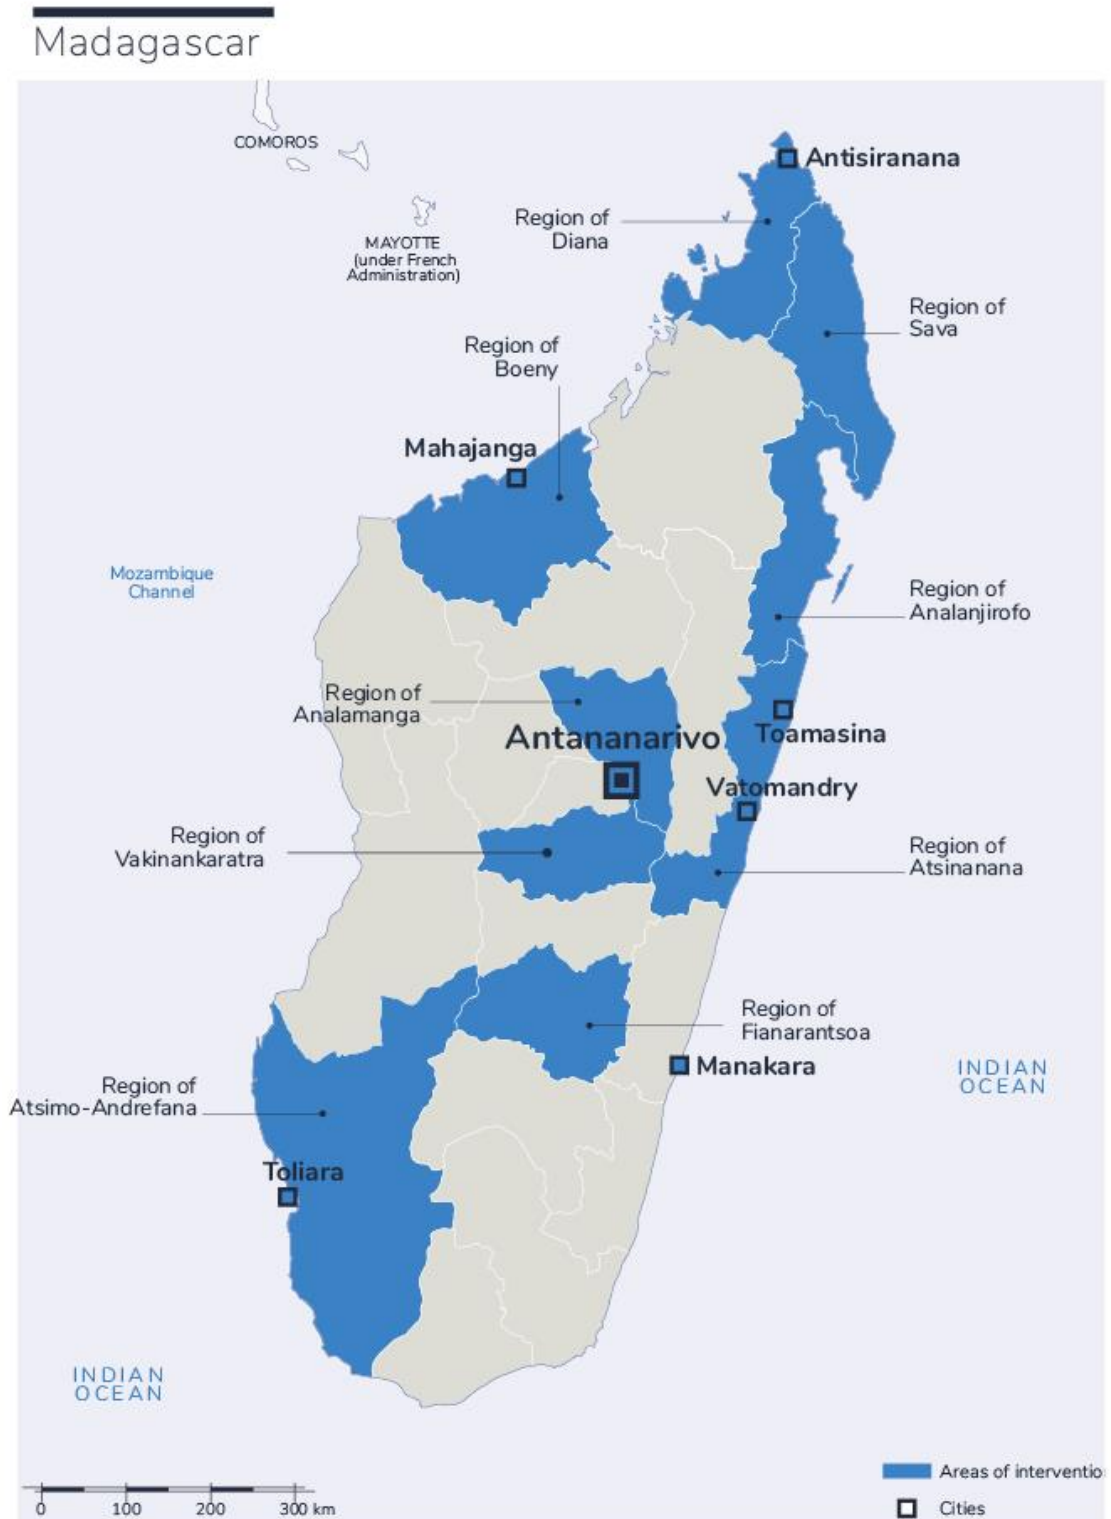 Madagascar
COMOROS
Antisiranana
Region of
Diana
MAYOTTE
(under French
Administration)
Region of
Sava
Region of
Boeny
Mahajanga
Mozambique
Channel
Region of
Analanjirofo
Region of
Analamanga
Antananarivo
Toamasina
Vatomandry
Region of
Vakinankaratra
Region of
Atsinanana
Region of
Fianarantsoa
Manakara
INDIAN
OCEAN
Region of
Atsimo-Andrefana
Toliara
INDIAN
OCEAN
Areas of interventio
0 100 200 300 km
Cities